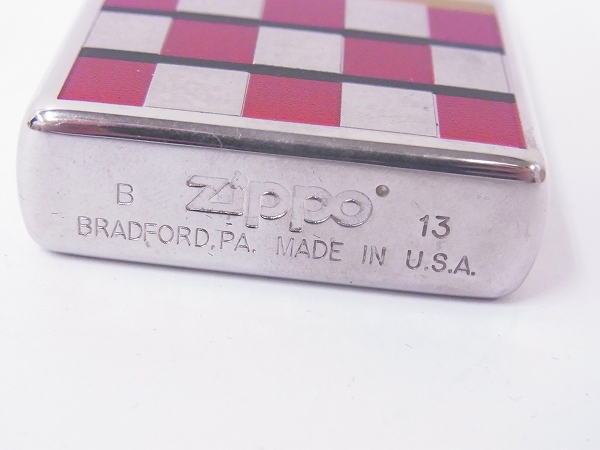 B Zippo 13
BRADFORD,PA. MADE IN U.S.A.